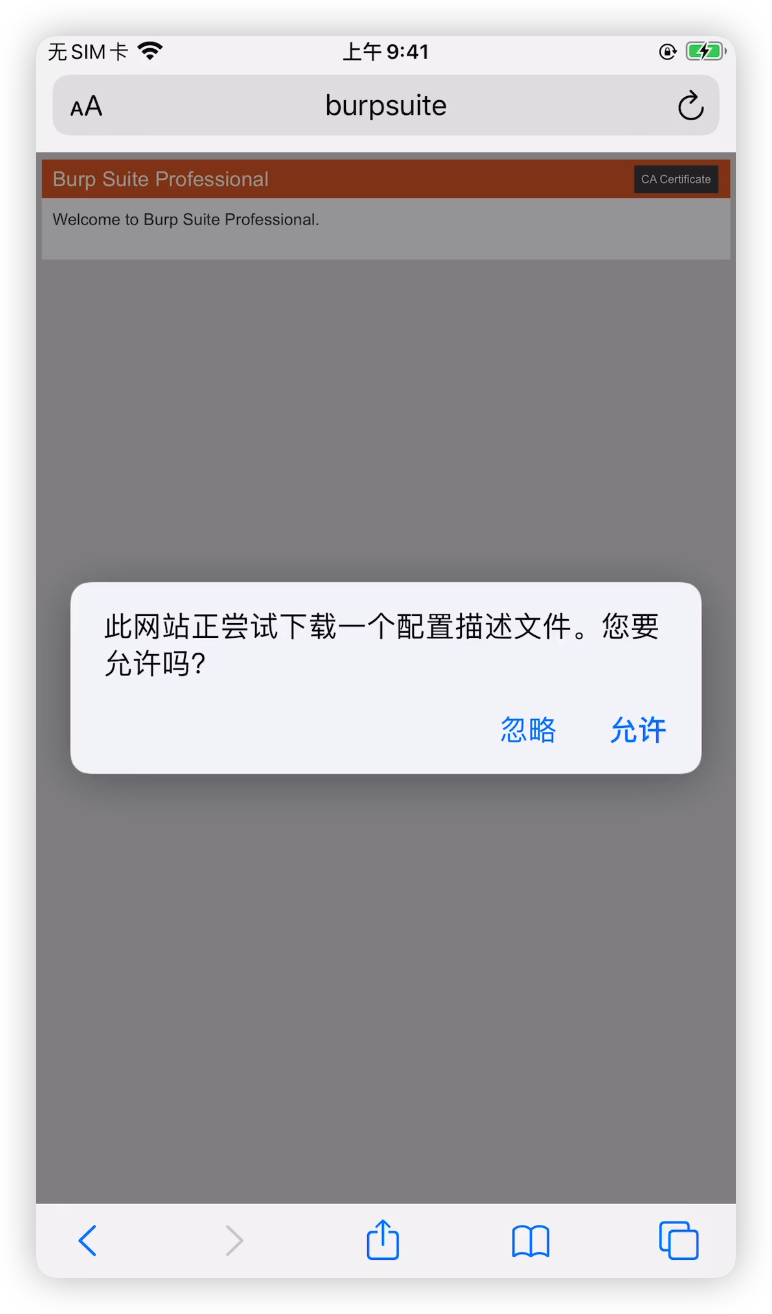 无SIM卡 上午9:41
AA burpsuite
Burp Suite Professional CA Certificate
Welcome to Burp Suite Professional.
此网站正尝试下载一个配置描述文件。您要
允许吗?
忽略 允许